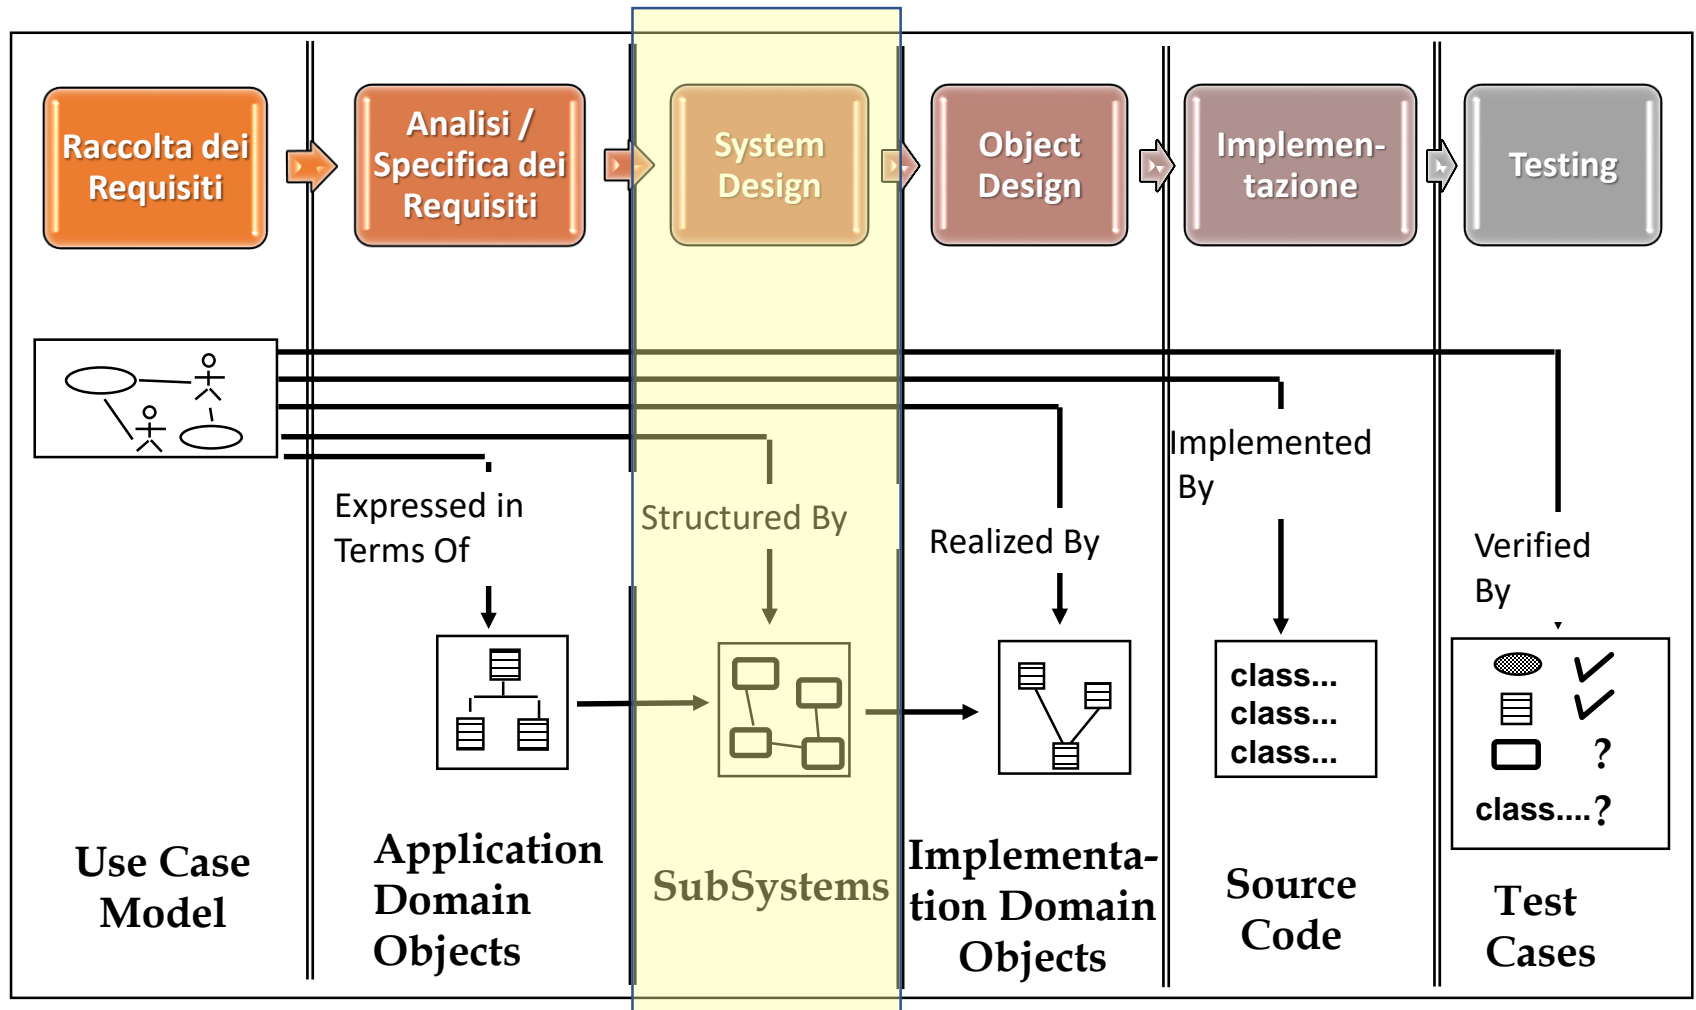 Raccolta dei
Requisiti
Analisi /
Specifica dei
Requisiti
System
Design
Object
Design
Implemen-
tazione
Testing
Expressed in
Terms Of
Structured By
Realized By
Implemented
By
Verified
By
class...
class...
class...
?
class....?
Use Case
Model
Application
Domain
Objects
SubSystems
Implementa-
tion Domain
Objects
Source
Code
Test
Cases